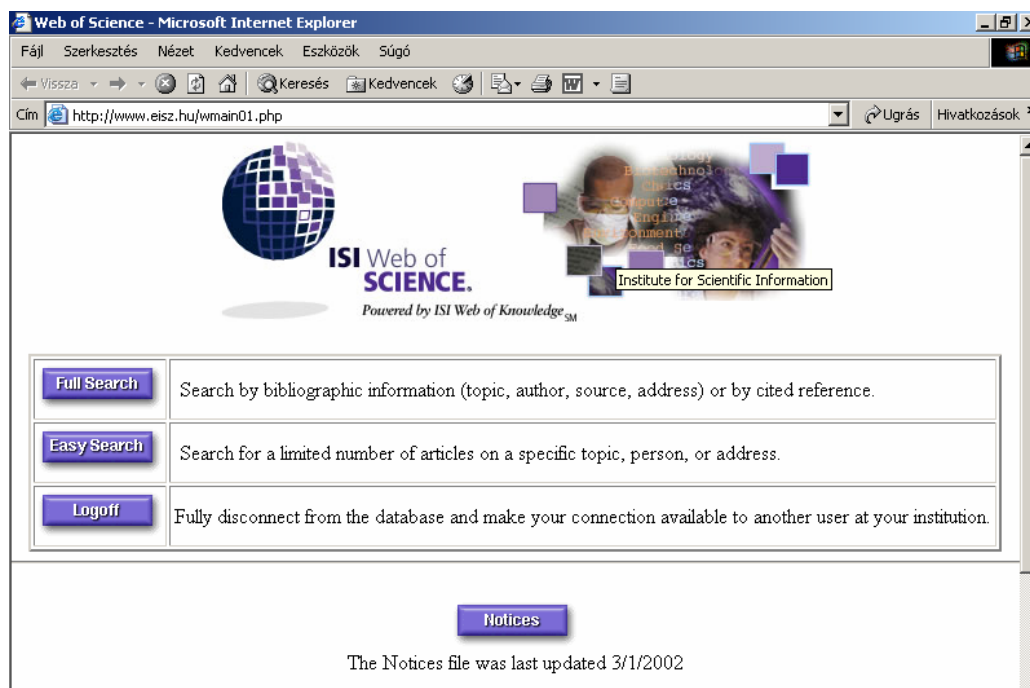 Web of Science - Microsoft Internet Explorer
Fájl Szerkesztés Nézet Kedvencek Eszközök Súgó
Vissza Keresés Kedvencek
Cím http://www.eisz.hu/wmain01.php Ugrás Hivatkozások
ISI Web of
SCIENCE.
Powered by ISI Web of Knowledge SM
Institute for Scientific Information
Full Search Search by bibliographic information (topic, author, source, address) or by cited reference.
Easy Search Search for a limited number of articles on a specific topic, person, or address.
Logoff Fully disconnect from the database and make your connection available to another user at your institution.
Notices
The Notices file was last updated 3/1/2002